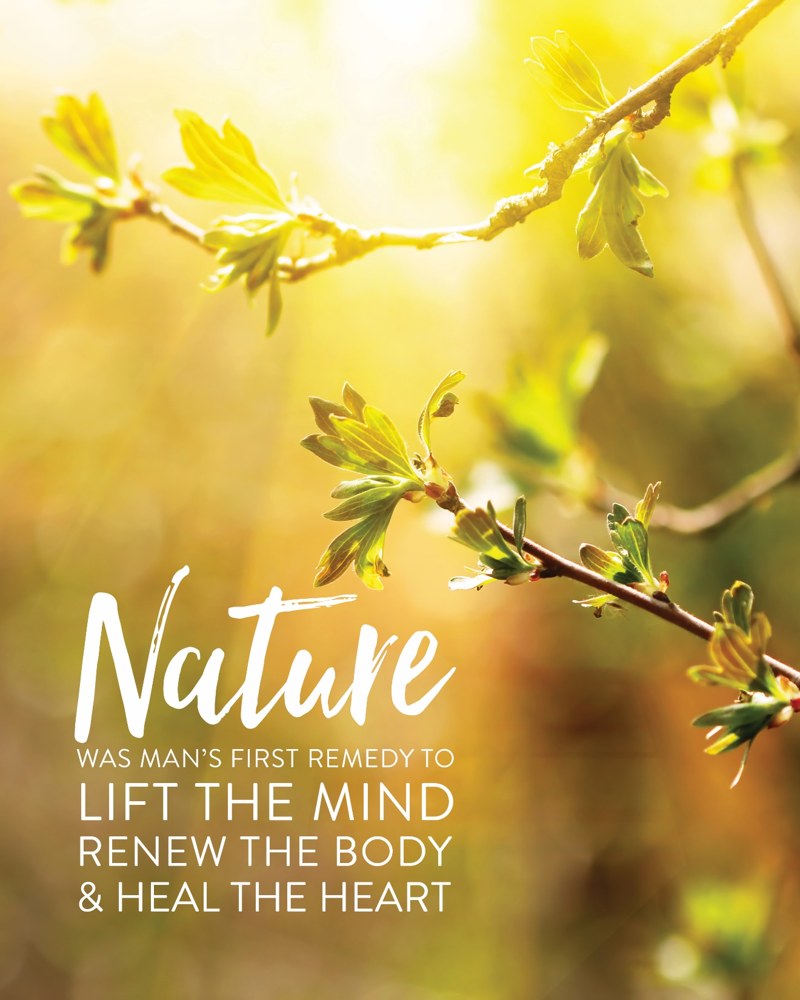 Nature
WAS MAN'S FIRST REMEDY TO
LIFT THE MIND
RENEW THE BODY
& HEAL THE HEART